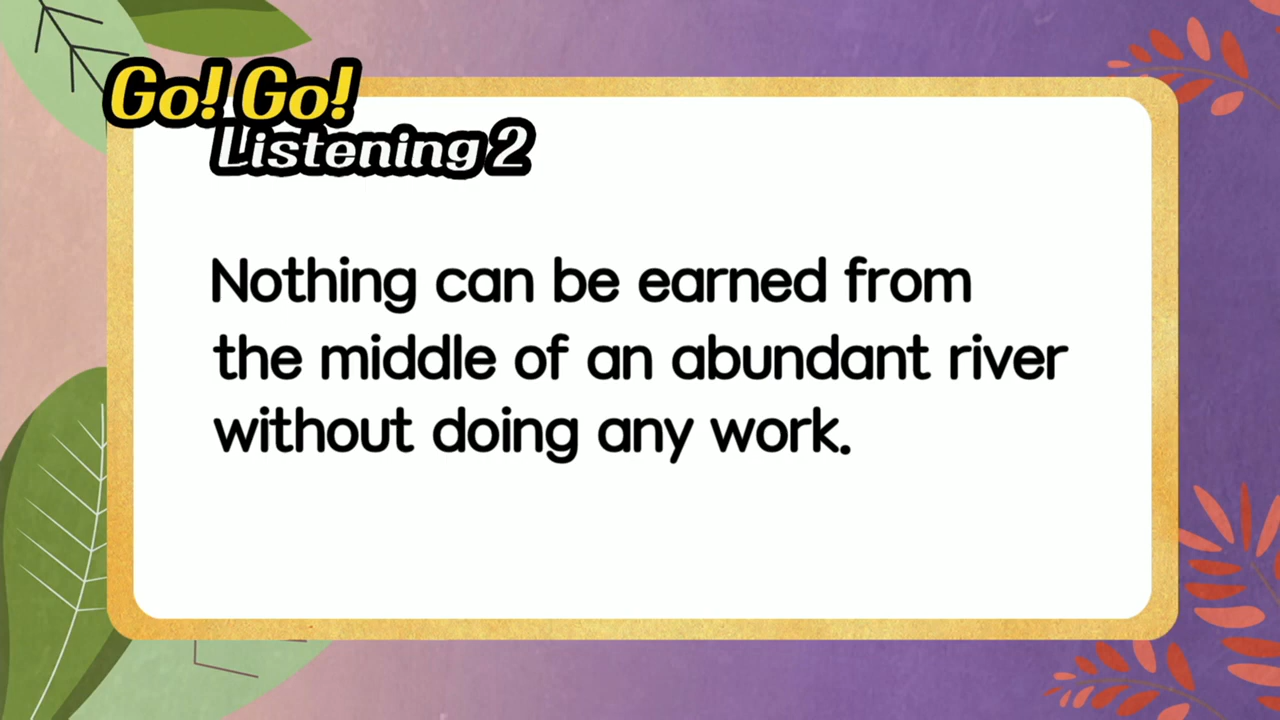 Go! Go!
Listening 2
Nothing can be earned from
the middle of an abundant river
without doing any work.